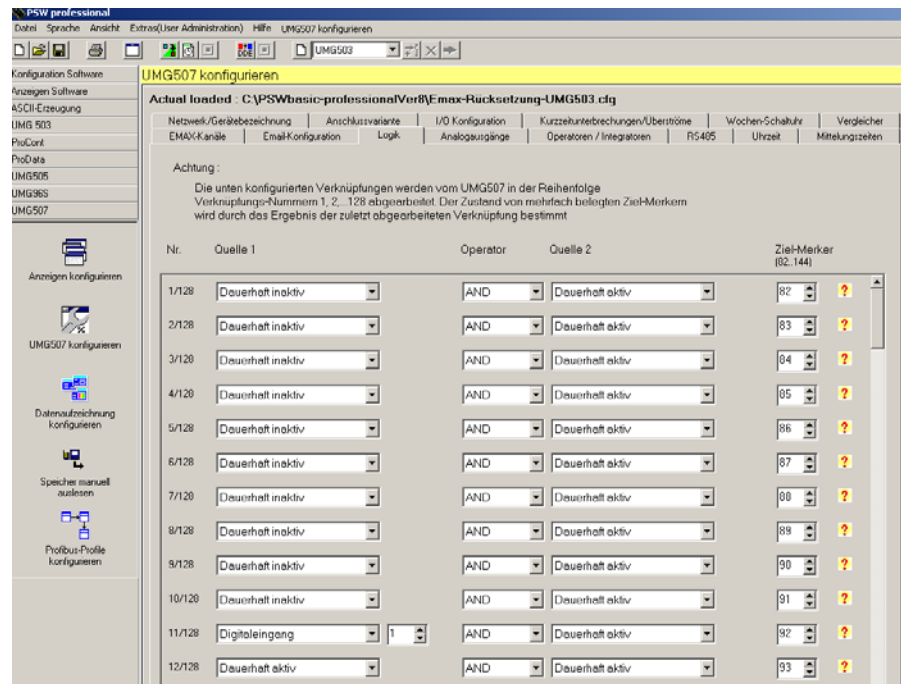 PSW professional
Datei Sprache Ansicht Extras(User Administration) Hilfe UMG507 konfigurieren
UMG503
Konfiguration Software
Anzeigen Software
ASCII-Erzeugung
UMG 503
ProCont
ProData
UMG505
UMG96S
UMG507
Anzeigen konfigurieren
UMG507 konfigurieren
Datenaufzeichnung
konfigurieren
Speicher manuell
auslesen
Profibus-Profile
konfigurieren
UMG507 konfigurieren
Actual loaded : C:\PSWbasic-professionalVer8\Emax-Rücksetzung-UMG503.cfg
Netzwerk-/Gerätebezeichnung Anschlussvariante I/O Konfiguration Kurzzeitunterbrechungen/Überströme Wochen-Schaltuhr Vergleicher
EMAX-Kanäle Email-Konfiguration Logik Analogausgänge Operatoren / Integratoren RS485 Uhrzeit Mittelungszeiten
Achtung :
Die unten konfigurierten Verknüpfungen werden vom UMG507 in der Reihenfolge
Verknüpfungs-Nummern 1, 2,...128 abgearbeitet. Der Zustand von mehrfach belegten Ziel-Merkern
wird durch das Ergebnis der zuletzt abgearbeiteten Verknüpfung bestimmt
Nr. Quelle 1 Operator Quelle 2 Ziel-Merker
(82..144)
1/128 Dauerhaft inaktiv AND Dauerhaft aktiv 82 ?
2/128 Dauerhaft inaktiv AND Dauerhaft aktiv 83 ?
3/128 Dauerhaft inaktiv AND Dauerhaft aktiv 84 ?
4/128 Dauerhaft inaktiv AND Dauerhaft aktiv 85 ?
5/128 Dauerhaft inaktiv AND Dauerhaft aktiv 86 ?
6/128 Dauerhaft inaktiv AND Dauerhaft aktiv 87 ?
7/128 Dauerhaft inaktiv AND Dauerhaft aktiv 88 ?
8/128 Dauerhaft inaktiv AND Dauerhaft aktiv 89 ?
9/128 Dauerhaft inaktiv AND Dauerhaft aktiv 90 ?
10/128 Dauerhaft inaktiv AND Dauerhaft aktiv 91 ?
11/128 Digitaleingang 1 AND Dauerhaft aktiv 92 ?
12/128 Dauerhaft aktiv AND Dauerhaft aktiv 93 ?